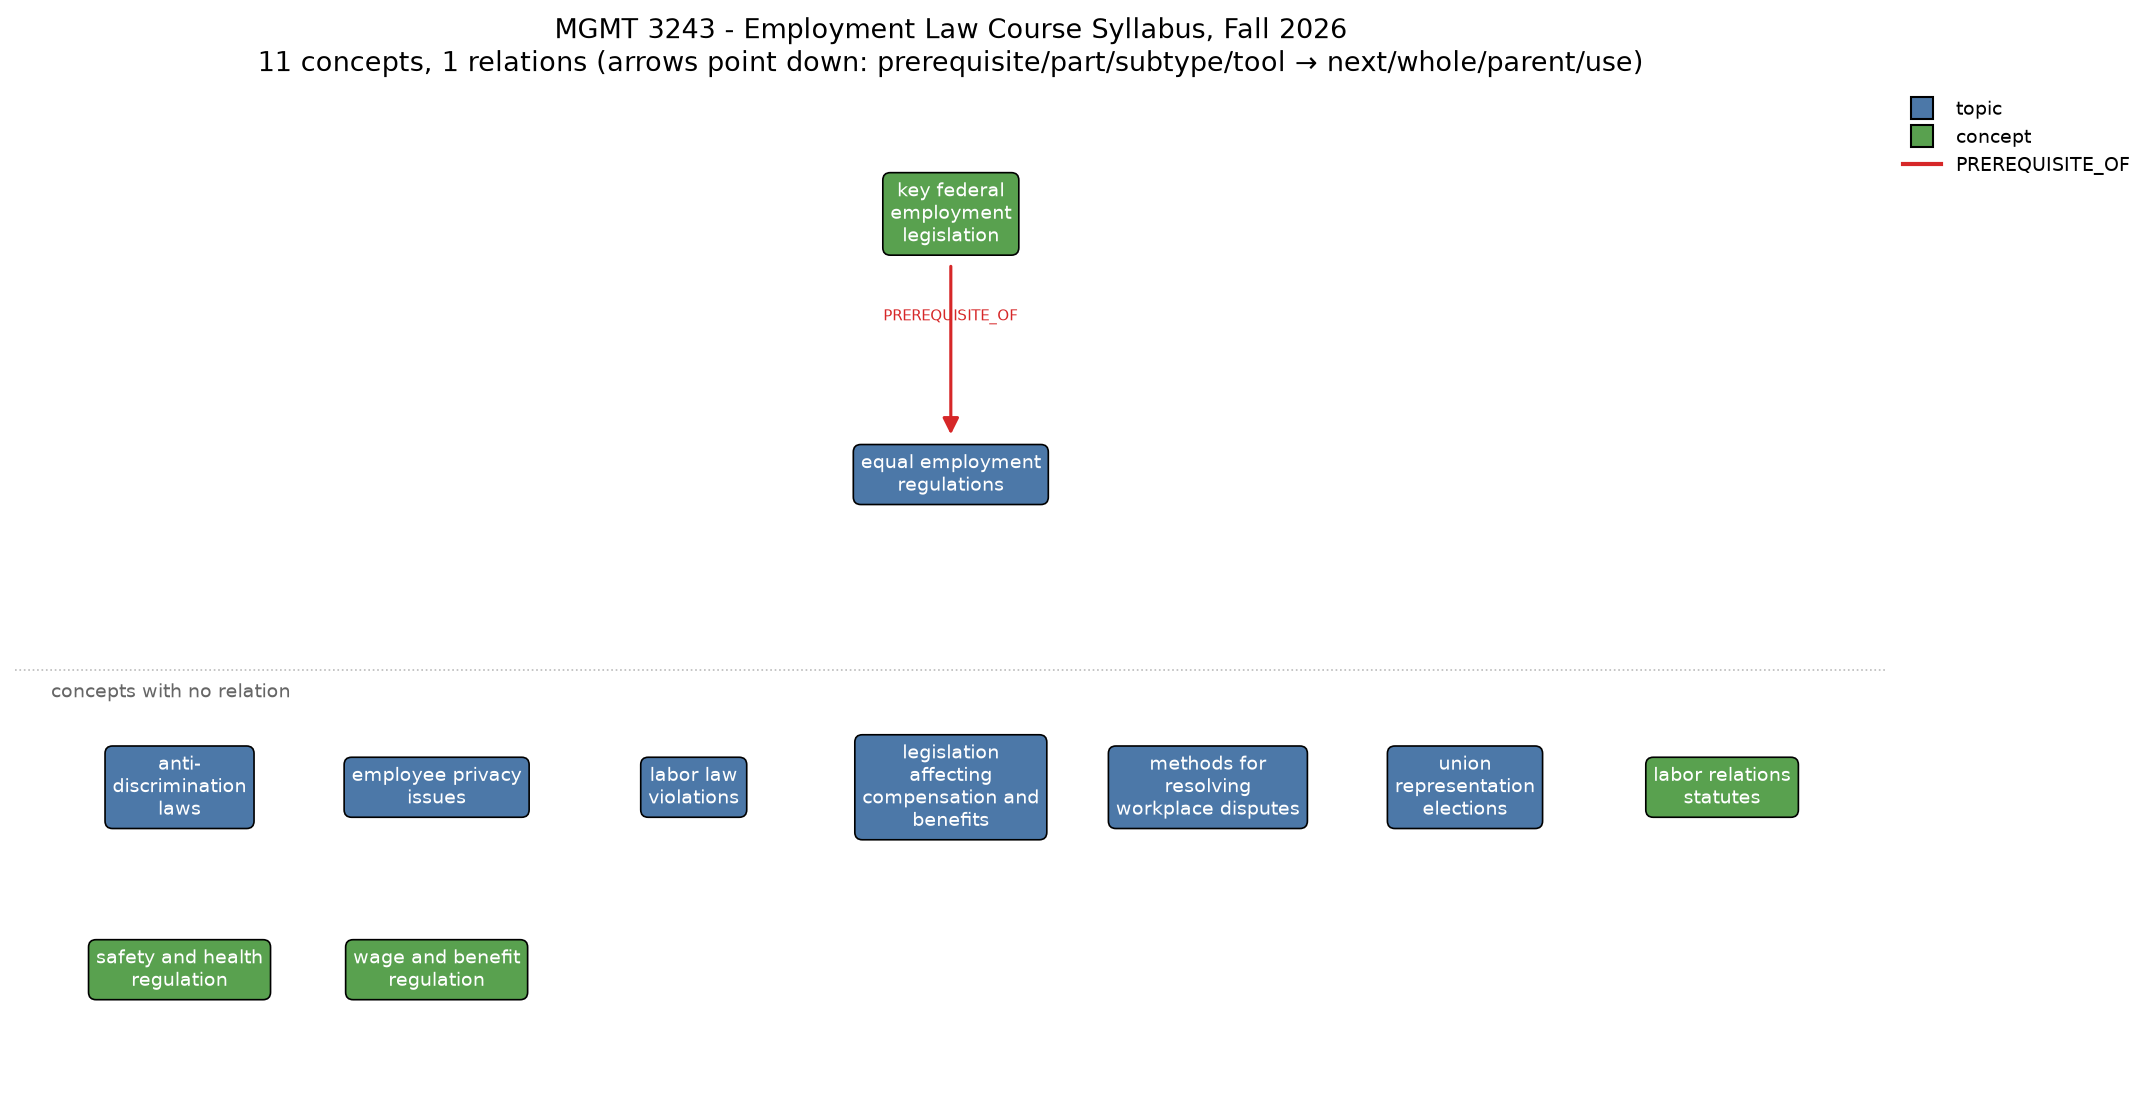 MGMT 3243 - Employment Law Course Syllabus, Fall 2026
11 concepts, 1 relations (arrows point down: prerequisite/part/subtype/tool → next/whole/parent/use)
topic
concept
PREREQUISITE_OF
key federal
employment
legislation
PREREQUISITE_OF
equal employment
regulations
concepts with no relation
anti-
discrimination
laws
employee privacy
issues
labor law
violations
legislation
affecting
compensation and
benefits
methods for
resolving
workplace disputes
union
representation
elections
labor relations
statutes
safety and health
regulation
wage and benefit
regulation